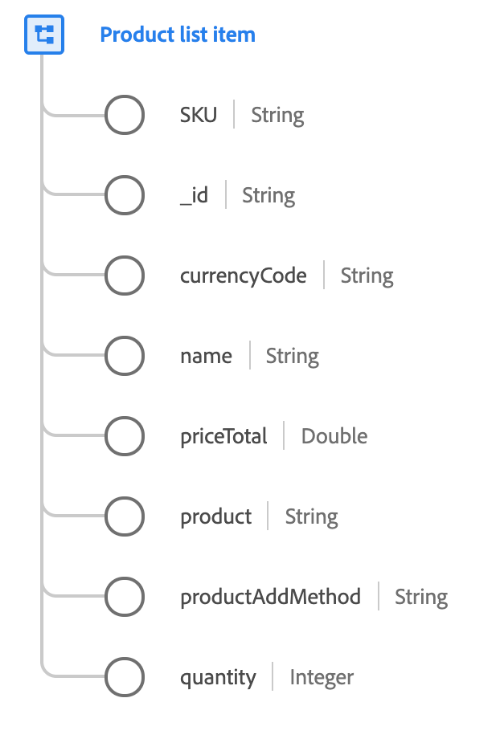 Product list item
SKU String
_id String
currencyCode String
name String
priceTotal Double
product String
productAddMethod String
quantity Integer